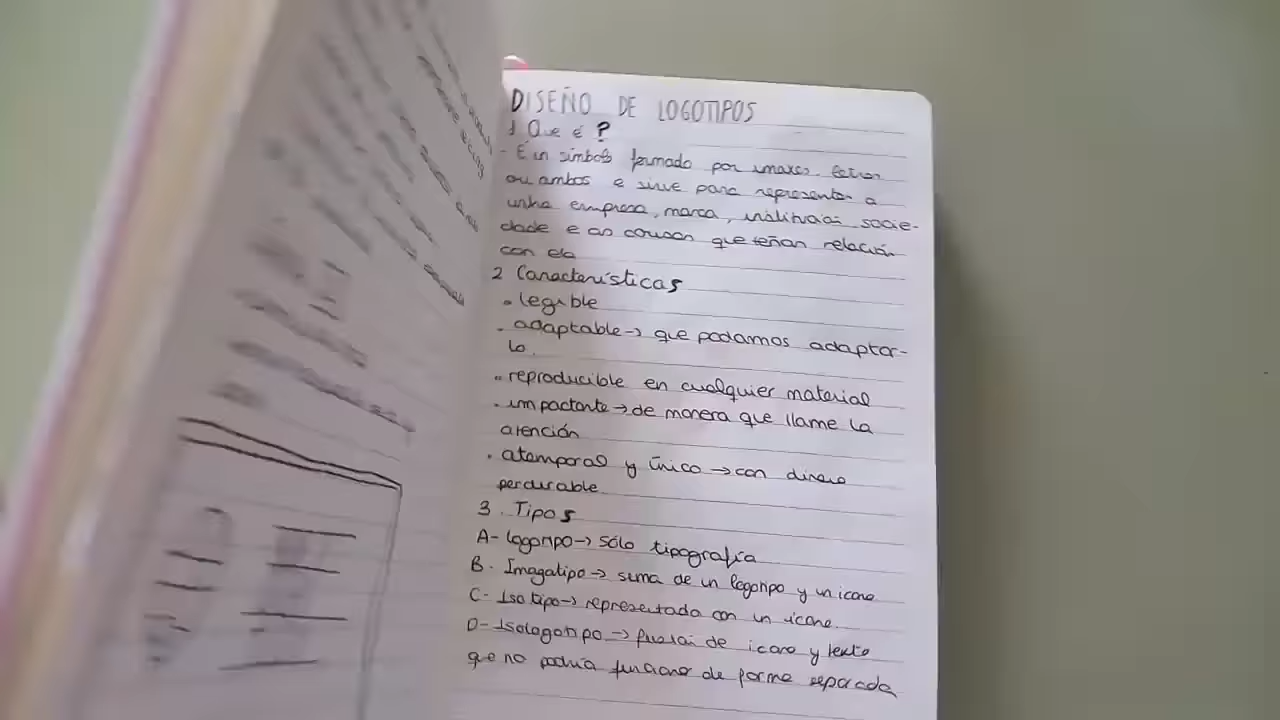 DISEÑO DE LOGOTIPOS
1 Que é ?
- É un símbolo formado por imaxes, letras
ou ambos e sirve para representar a
unha empresa, marca, institución socie-
dade e as cousas que teñan relación
con ela
2 Características
. legible
. adaptable → que podamos adaptar-
lo.
. reproducible en cualquier material
. impactante → de manera que llame la
atención
. atemporal y único → con diseño
perdurable
3. Tipos
A- logotipo → sólo tipografía
B- Imagatipo → suma de un logotipo y un icono
C- Isotipo → representado con un icono.
D- Isologotipo → fusión de icono y texto
que no podría funcionar de forma separada